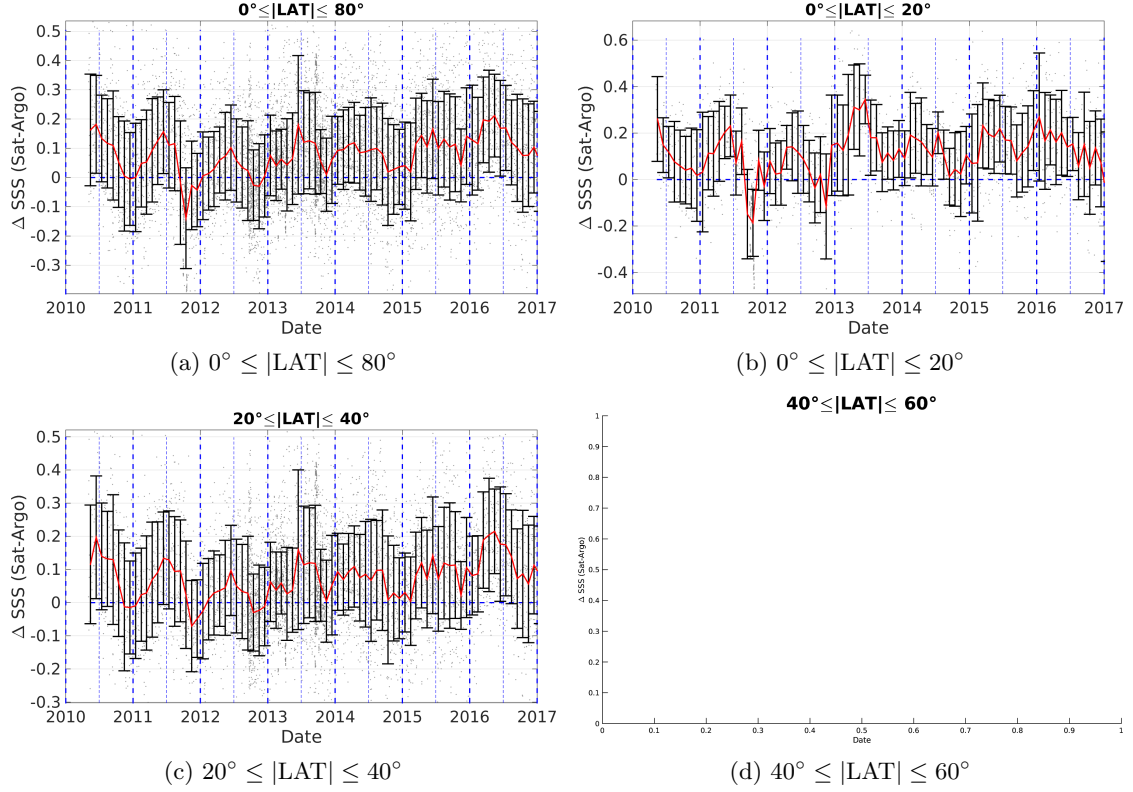 0°≤|LAT|≤ 80°
0.5
0.4
0.3
0.2
0.1
0
-0.1
-0.2
-0.3
Δ SSS (Sat-Argo)
2010 2011 2012 2013 2014 2015 2016 2017
Date
(a) 0° ≤ |LAT| ≤ 80°
0°≤|LAT|≤ 20°
0.6
0.4
0.2
0
-0.2
-0.4
Δ SSS (Sat-Argo)
2010 2011 2012 2013 2014 2015 2016 2017
Date
(b) 0° ≤ |LAT| ≤ 20°
20°≤|LAT|≤ 40°
0.5
0.4
0.3
0.2
0.1
0
-0.1
-0.2
-0.3
Δ SSS (Sat-Argo)
2010 2011 2012 2013 2014 2015 2016 2017
Date
(c) 20° ≤ |LAT| ≤ 40°
40°≤|LAT|≤ 60°
1
0.9
0.8
0.7
0.6
0.5
0.4
0.3
0.2
0.1
0
Δ SSS (Sat-Argo)
0 0.1 0.2 0.3 0.4 0.5 0.6 0.7 0.8 0.9 1
Date
(d) 40° ≤ |LAT| ≤ 60°